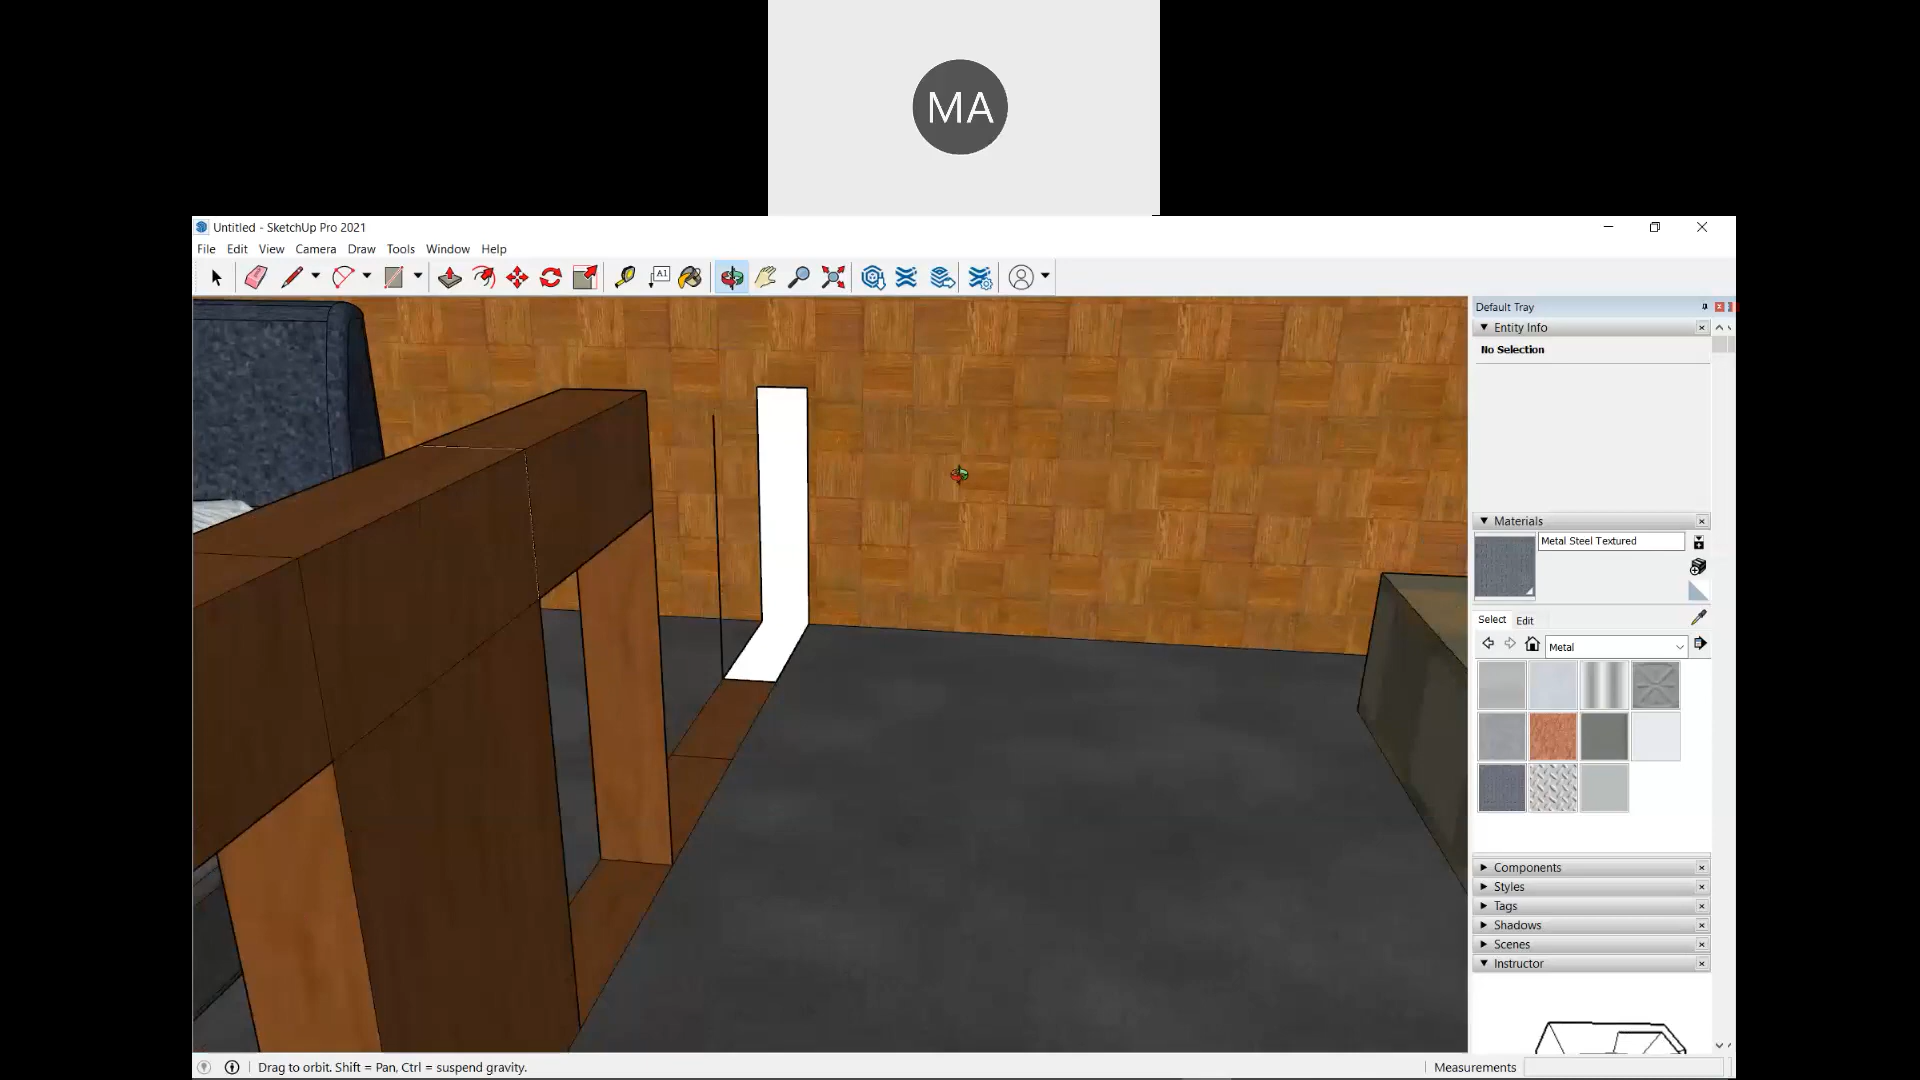 MA
Untitled - SketchUp Pro 2021
File Edit View Camera Draw Tools Window Help
A1
Default Tray
Entity Info
No Selection
Materials
Metal Steel Textured
Select Edit
Metal
Components
Styles
Tags
Shadows
Scenes
Instructor
Drag to orbit. Shift = Pan, Ctrl = suspend gravity.
Measurements